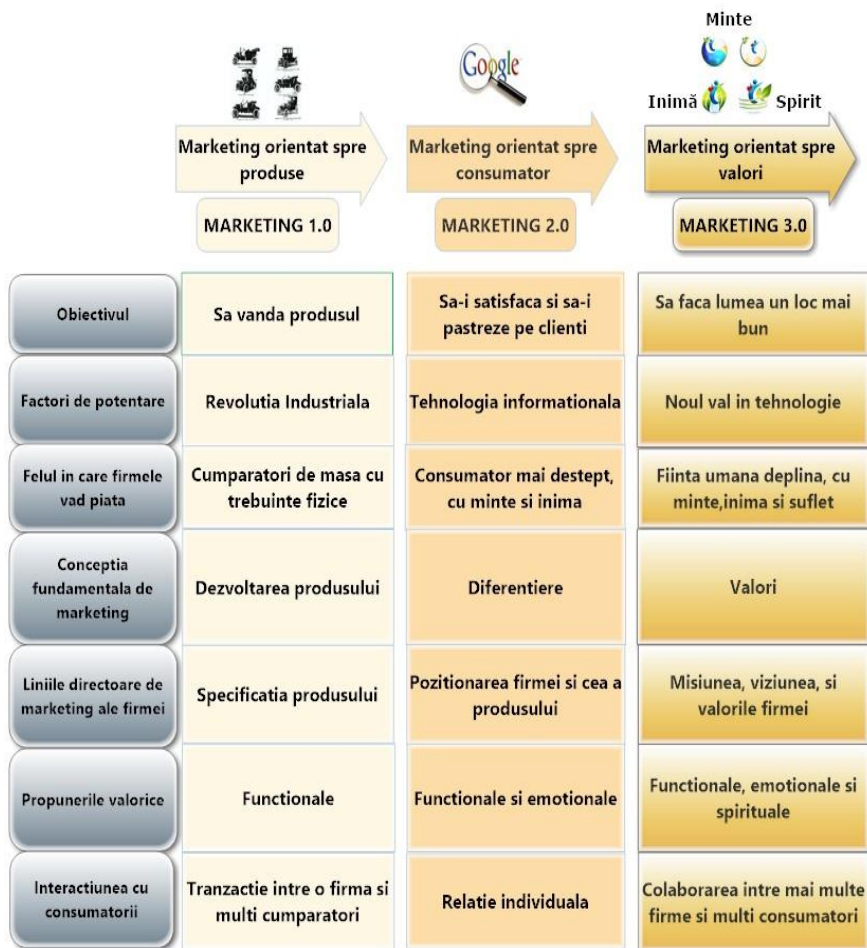 Minte
Google
Inimă
Spirit
Marketing orientat spre
produse
Marketing orientat spre
consumator
Marketing orientat spre
valori
MARKETING 1.0
MARKETING 2.0
MARKETING 3.0
Obiectivul
Sa vanda produsul
Sa-i satisfaca si sa-i
pastreze pe clienti
Sa faca lumea un loc mai
bun
Factori de potentare
Revolutia Industriala
Tehnologia informationala
Noul val in tehnologie
Felul in care firmele
vad piata
Cumparatori de masa cu
trebuinte fizice
Consumator mai destept,
cu minte si inima
Fiinta umana deplina, cu
minte,inima si suflet
Conceptia
fundamentala de
marketing
Dezvoltarea produsului
Diferentiere
Valori
Liniile directoare de
marketing ale firmei
Specificatia produsului
Pozitionarea firmei si cea a
produsului
Misiunea, viziunea, si
valorile firmei
Propunerile valorice
Functionale
Functionale si emotionale
Functionale, emotionale si
spirituale
Interactiunea cu
consumatorii
Tranzactie intre o firma si
multi cumparatori
Relatie individuala
Colaborarea intre mai multe
firme si multi consumatori